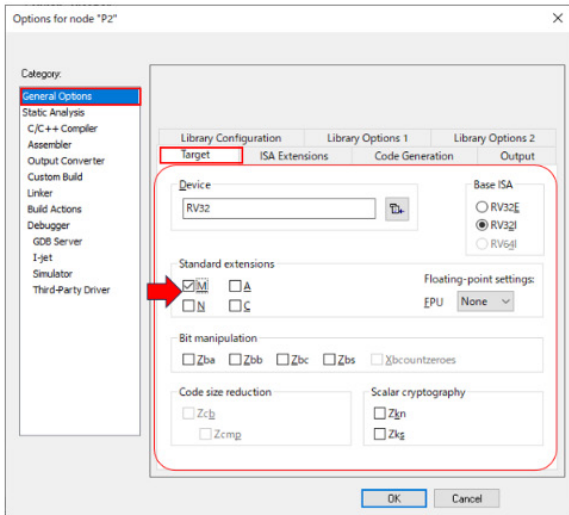 Options for node "P2"
Category:
General Options
Static Analysis
C/C++ Compiler
Assembler
Output Converter
Custom Build
Linker
Build Actions
Debugger
GDB Server
I-jet
Simulator
Third-Party Driver
Library Configuration Library Options 1 Library Options 2
Target ISA Extensions Code Generation Output
Device
RV32
Base ISA
RV32E
RV32I
RV64I
Standard extensions
M A
N C
Floating-point settings:
FPU None
Bit manipulation
Zba Zbb Zbc Zbs Xbcountzeroes
Code size reduction
Zcb
Zcmp
Scalar cryptography
Zkn
Zks
OK Cancel